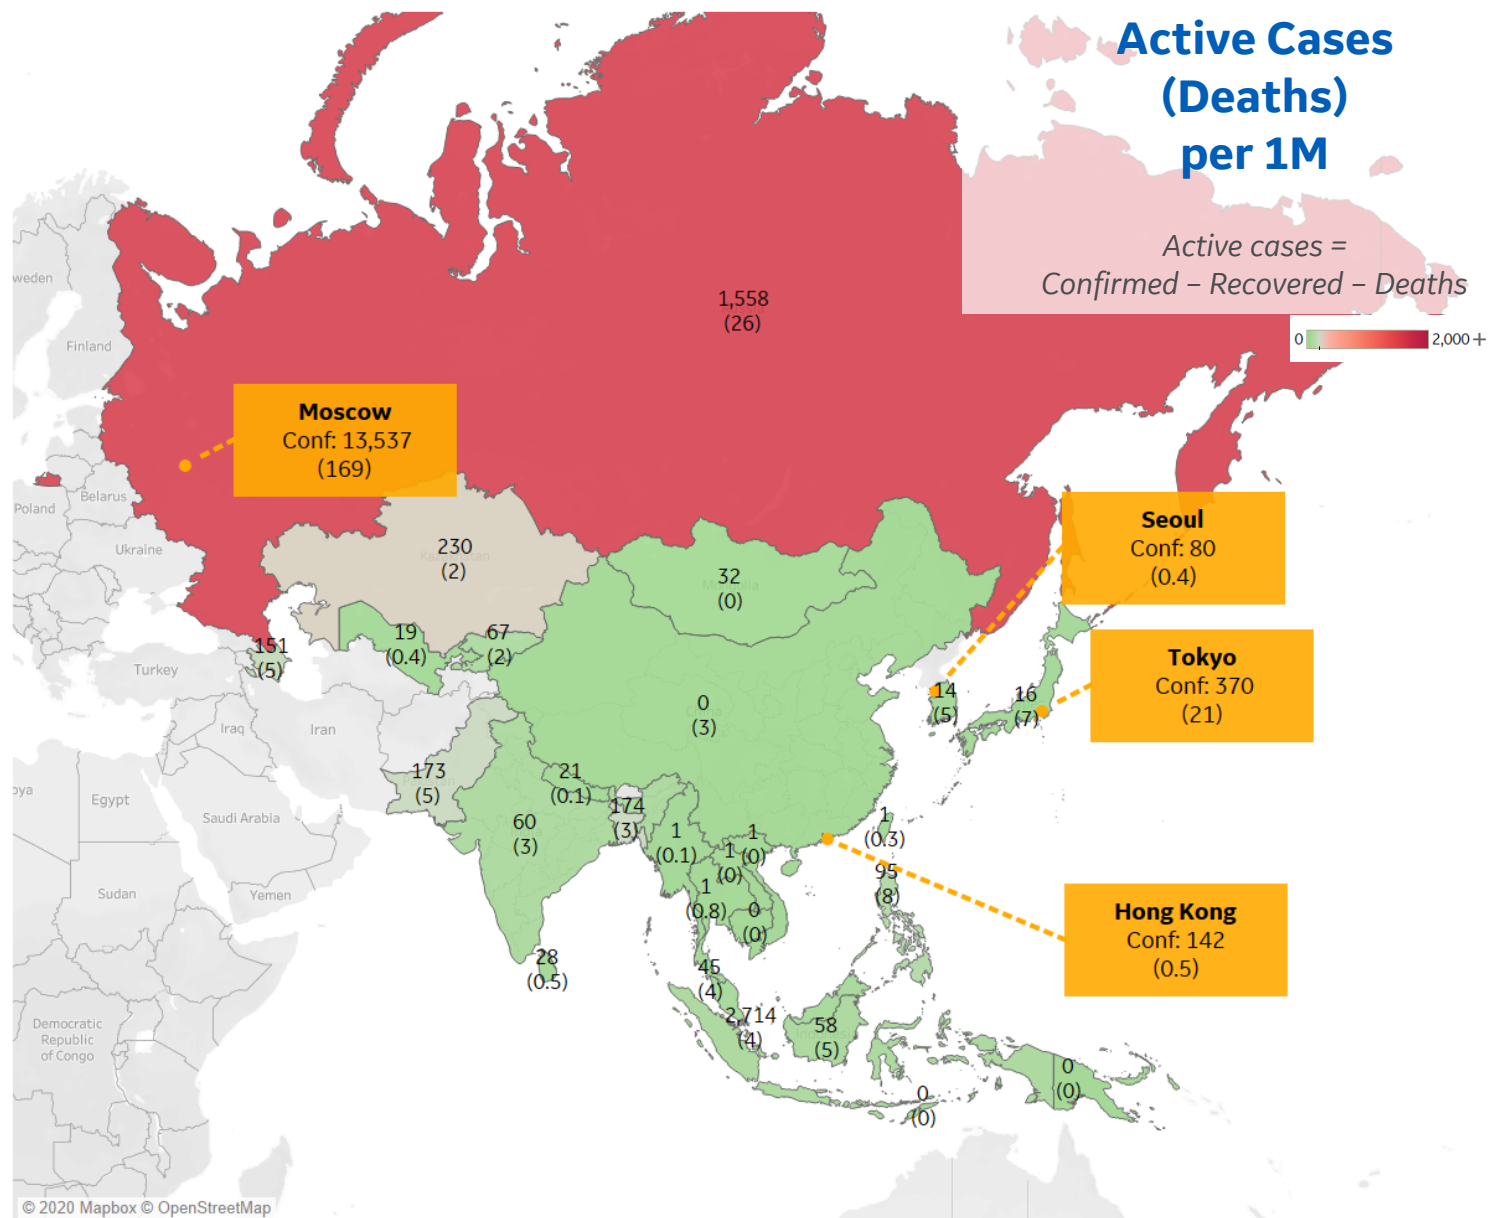 Active Cases
(Deaths)
per 1M
Active cases =
Confirmed – Recovered – Deaths
0
2,000 +
1,558
(26)
weden
Finland
Moscow
Conf: 13,537
(169)
Belarus
Poland
Ukraine
Seoul
Conf: 80
(0.4)
230
(2)
32
(0)
19
(0.4)
67
(2)
151
(5)
Turkey
Tokyo
Conf: 370
(21)
14
(5)
16
(7)
0
(3)
Iraq
Iran
173
(5)
21
(0.1)
174
(3)
oya
Egypt
Saudi Arabia
60
(3)
1
(0.1)
1
(0)
1
(0)
1
(0.3)
1
(0.8)
95
(8)
0
(0)
Sudan
Yemen
Hong Kong
Conf: 142
(0.5)
28
(0.5)
45
(4)
2,714
(4)
58
(5)
Democratic
Republic
of Congo
0
(0)
0
(0)
© 2020 Mapbox © OpenStreetMap